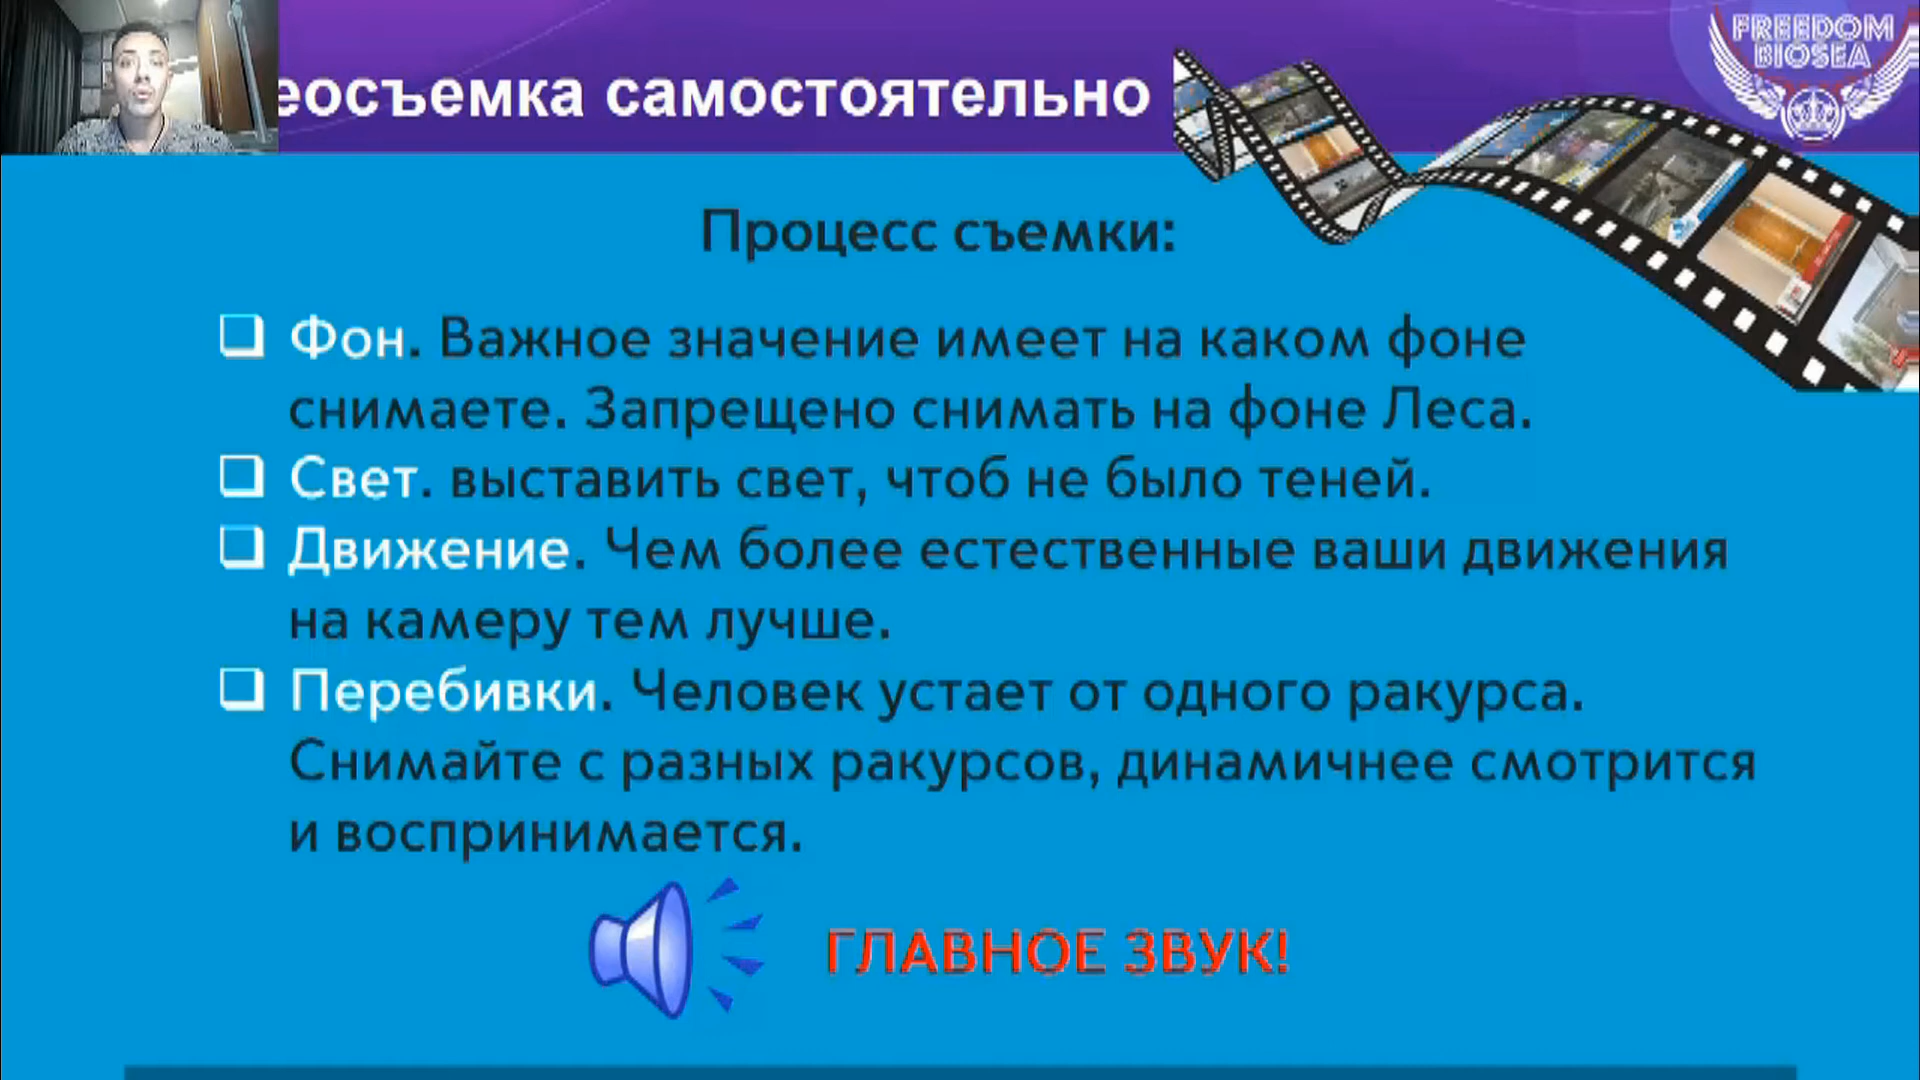 еосъемка самостоятельно
FREEDOM
BIOSEA
Процесс съемки:
Фон. Важное значение имеет на каком фоне
снимаете. Запрещено снимать на фоне Леса.
Свет. выставить свет, чтоб не было теней.
Движение. Чем более естественные ваши движения
на камеру тем лучше.
Перебивки. Человек устает от одного ракурса.
Снимайте с разных ракурсов, динамичнее смотрится
и воспринимается.
ГЛАВНОЕ ЗВУК!